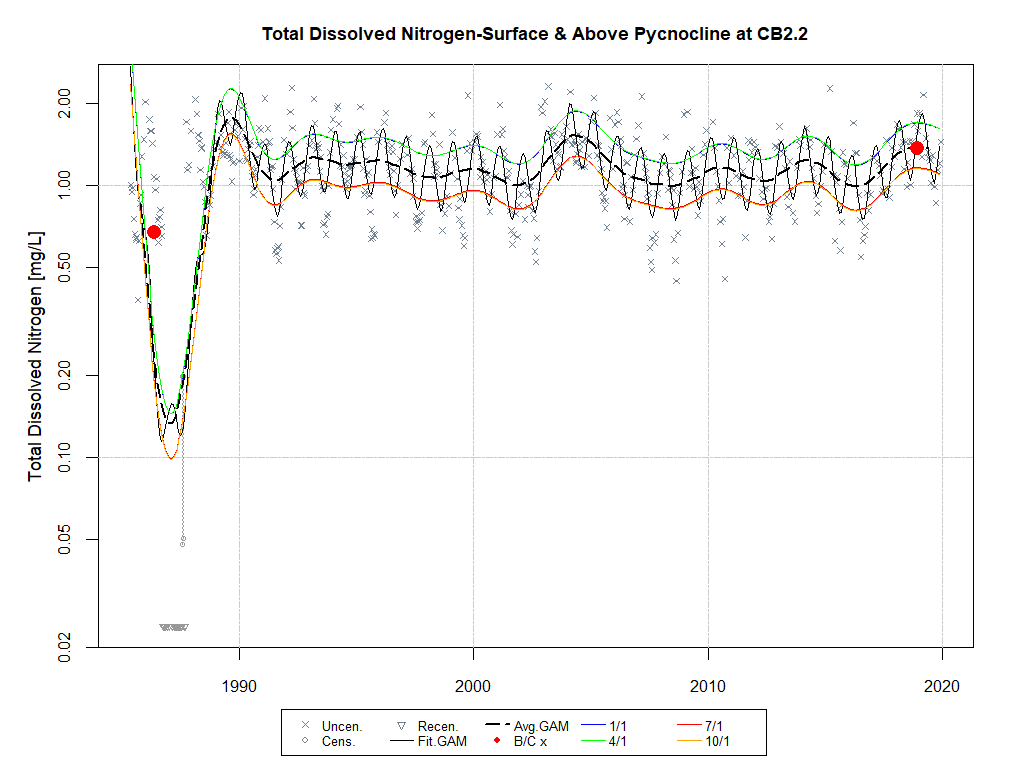 Total Dissolved Nitrogen-Surface & Above Pycnocline at CB2.2
Total Dissolved Nitrogen [mg/L]
2.00
1.00
0.50
0.20
0.10
0.05
0.02
1990 2000 2010 2020
Uncen. Recen. Avg.GAM 1/1 7/1
Cens. Fit.GAM B/C x 4/1 10/1